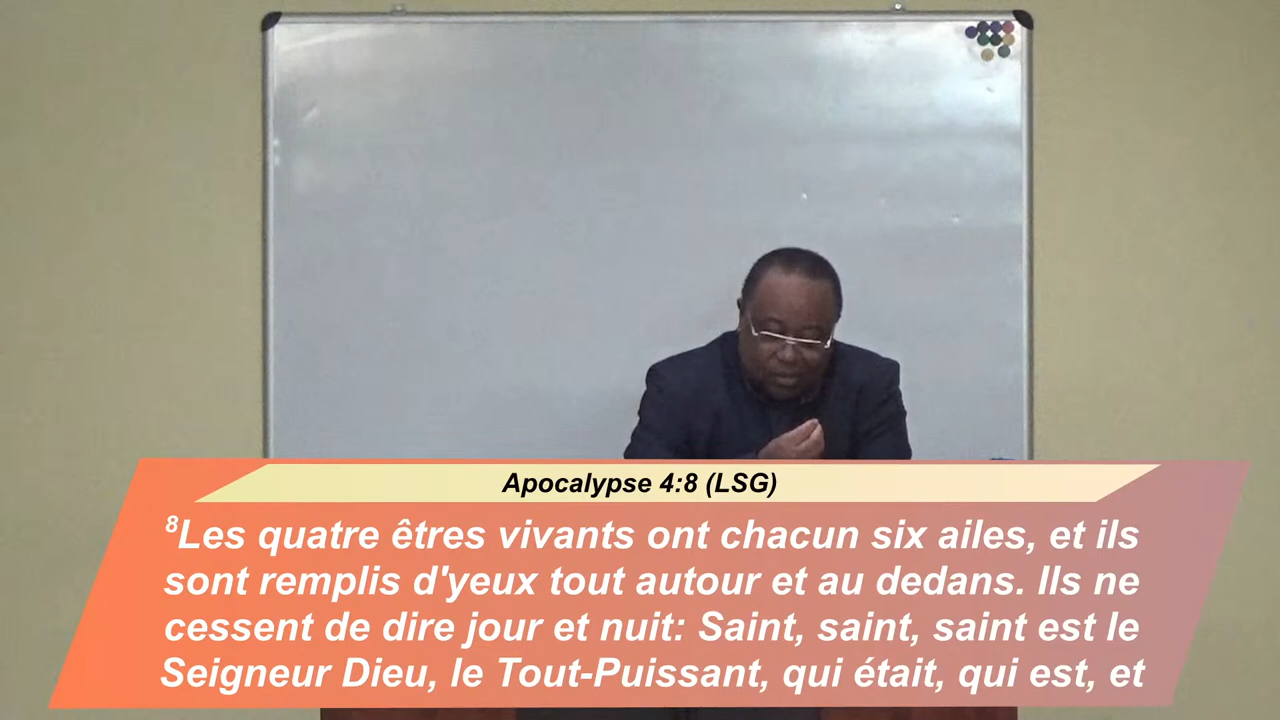 Apocalypse 4:8 (LSG)
⁸Les quatre êtres vivants ont chacun six ailes, et ils
sont remplis d'yeux tout autour et au dedans. Ils ne
cessent de dire jour et nuit: Saint, saint, saint est le
Seigneur Dieu, le Tout-Puissant, qui était, qui est, et